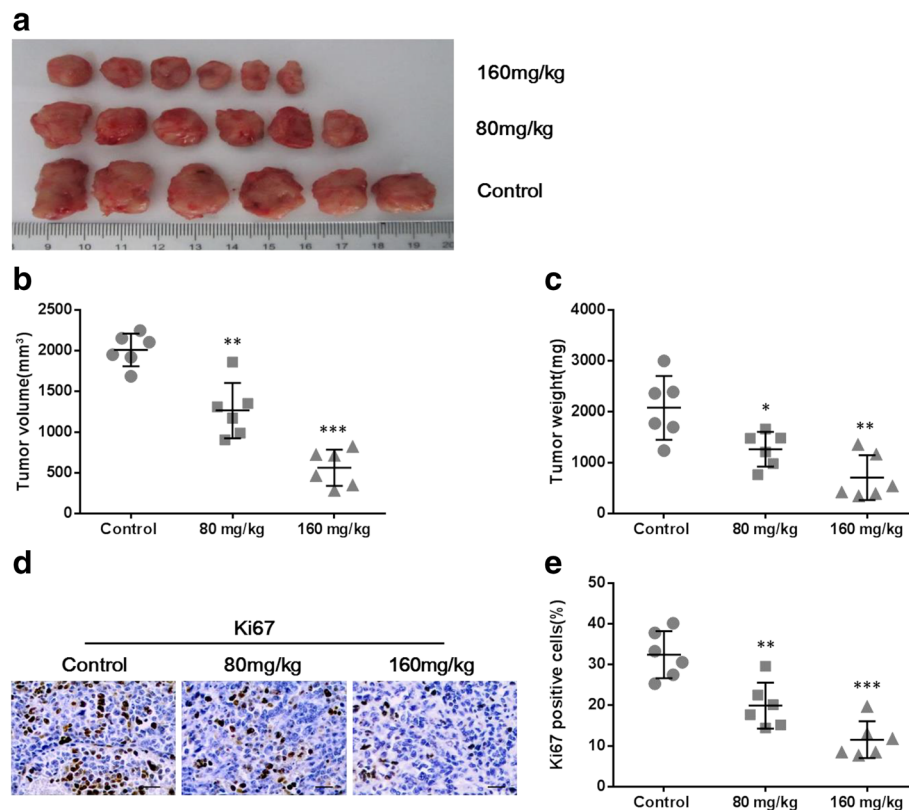 a
160mg/kg
80mg/kg
Control
9 10 11 12 13 14 15 16 17 18 19 20
b
Tumor volume(mm³)
2500
2000
1500
1000
500
0
**
***
Control 80 mg/kg 160 mg/kg
c
Tumor weight(mg)
4000
3000
2000
1000
0
*
**
Control 80 mg/kg 160 mg/kg
d
Ki67
Control 80mg/kg 160mg/kg
e
Ki67 positive cells(%)
50
40
30
20
10
0
**
***
Control 80 mg/kg 160 mg/kg